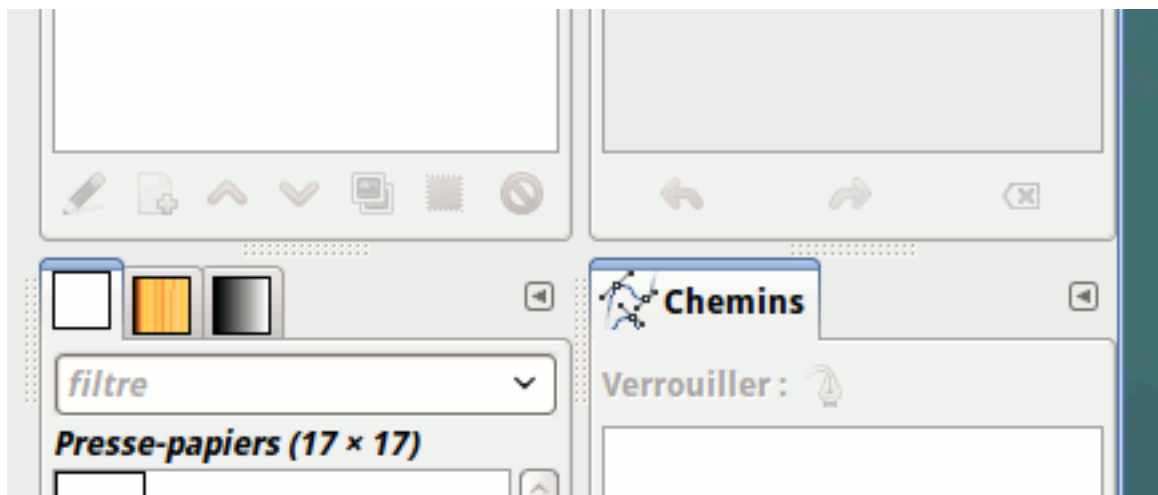 Chemins
filtre
Verrouiller :
Presse-papiers (17 × 17)